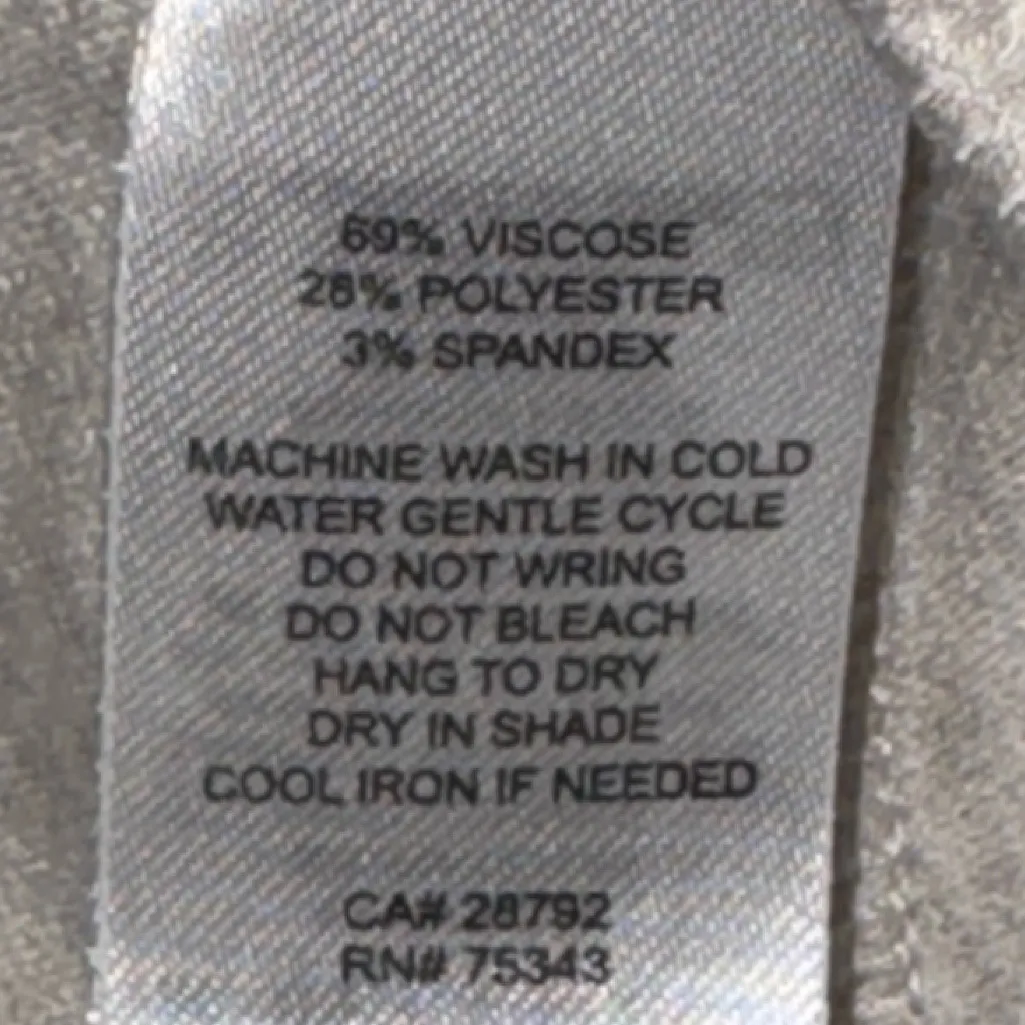 69% VISCOSE
28% POLYESTER
3% SPANDEX
MACHINE WASH IN COLD
WATER GENTLE CYCLE
DO NOT WRING
DO NOT BLEACH
HANG TO DRY
DRY IN SHADE
COOL IRON IF NEEDED
CA# 28792
RN# 75343